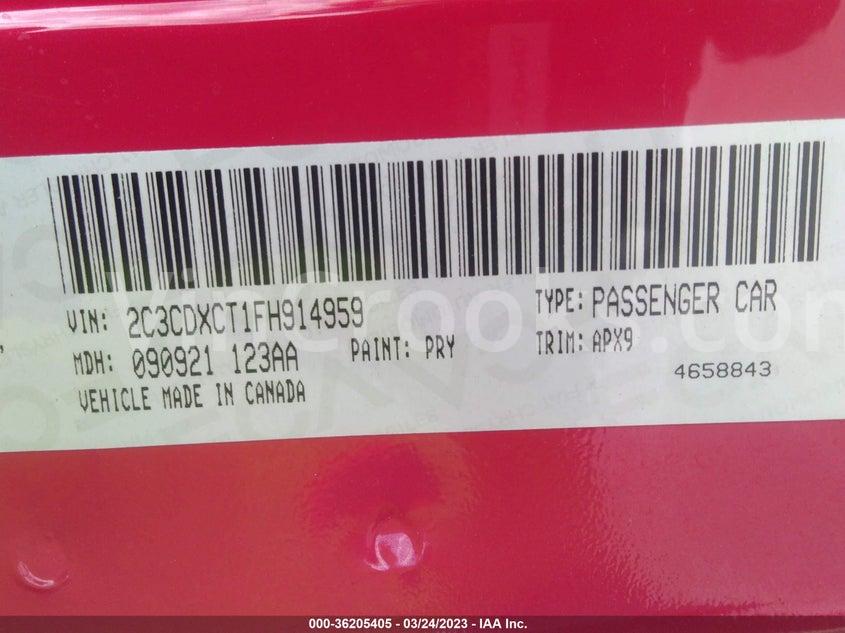 VIN: 2C3CDXCT1FH914959
TYPE: PASSENGER CAR
MDH: 090921 123AA
PAINT: PRY
TRIM: APX9
VEHICLE MADE IN CANADA
4658843
000-36205405 - 03/24/2023 - IAA Inc.